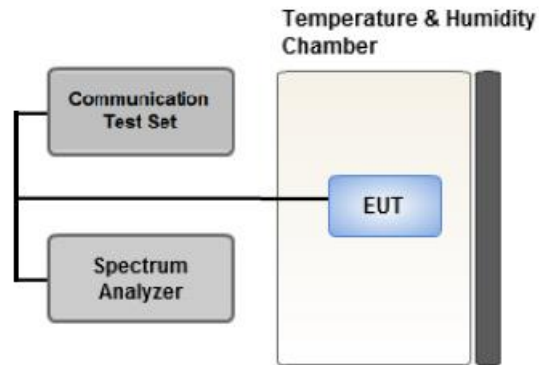 Temperature & Humidity
Chamber
Communication
Test Set
EUT
Spectrum
Analyzer